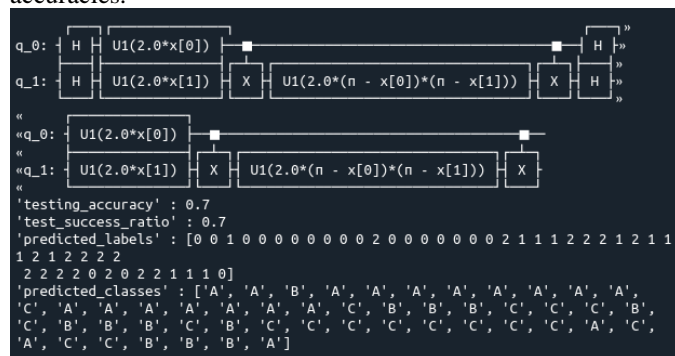 accuracies.
q_0: ┤ H ├┤ U1(2.0*x[0]) ├──■──────────────────────────────────■──┤ H ├»
q_1: ┤ H ├┤ U1(2.0*x[1]) ├┤ X ├┤ U1(2.0*(π - x[0])*(π - x[1])) ├┤ X ├┤ H ├»
«
«q_0: ┤ U1(2.0*x[0]) ├──■──────────────────────────────────■──
«
«q_1: ┤ U1(2.0*x[1]) ├┤ X ├┤ U1(2.0*(π - x[0])*(π - x[1])) ├┤ X ├
«
'testing_accuracy' : 0.7
'test_success_ratio' : 0.7
'predicted_labels' : [0 0 1 0 0 0 0 0 0 0 0 2 0 0 0 0 0 0 0 2 1 1 1 2 2 2 1 2 1 1
1 2 1 2 2 2 2
2 2 2 2 0 2 0 2 2 1 1 1 0]
'predicted_classes' : ['A', 'A', 'B', 'A', 'A', 'A', 'A', 'A', 'A', 'A', 'A',
'C', 'A', 'A', 'A', 'A', 'A', 'A', 'A', 'C', 'B', 'B', 'B', 'C', 'C', 'C', 'B',
'C', 'B', 'B', 'B', 'C', 'B', 'C', 'C', 'C', 'C', 'C', 'C', 'C', 'C', 'A', 'C',
'A', 'C', 'C', 'B', 'B', 'B', 'A']